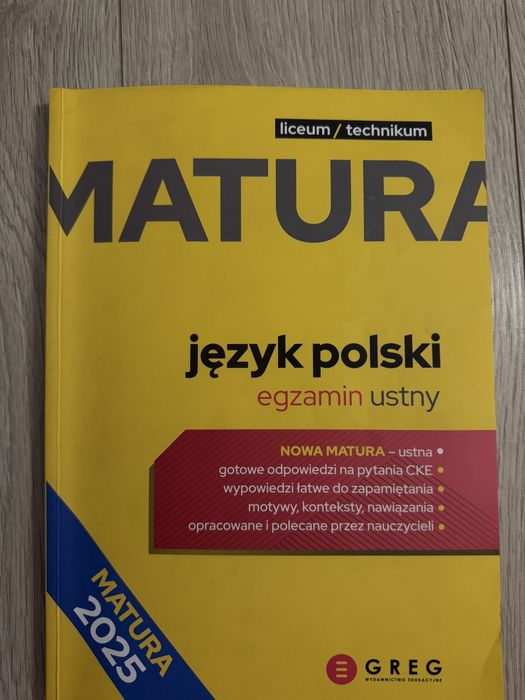 liceum / technikum
MATURA
język polski
egzamin ustny
NOWA MATURA – ustna
gotowe odpowiedzi na pytania CKE
wypowiedzi łatwe do zapamiętania
motywy, konteksty, nawiązania
opracowane i polecane przez nauczycieli
MATURA
2025
GREG
WYDAWNICTWO EDUKACYJNE